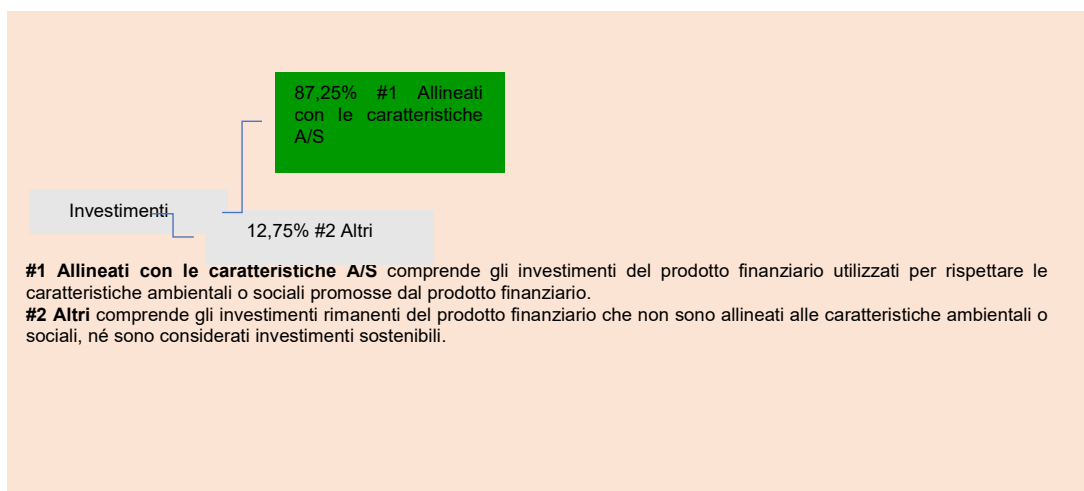 87,25% #1 Allineati
con le caratteristiche
A/S
Investimenti
12,75% #2 Altri
#1 Allineati con le caratteristiche A/S comprende gli investimenti del prodotto finanziario utilizzati per rispettare le
caratteristiche ambientali o sociali promosse dal prodotto finanziario.
#2 Altri comprende gli investimenti rimanenti del prodotto finanziario che non sono allineati alle caratteristiche ambientali o
sociali, né sono considerati investimenti sostenibili.